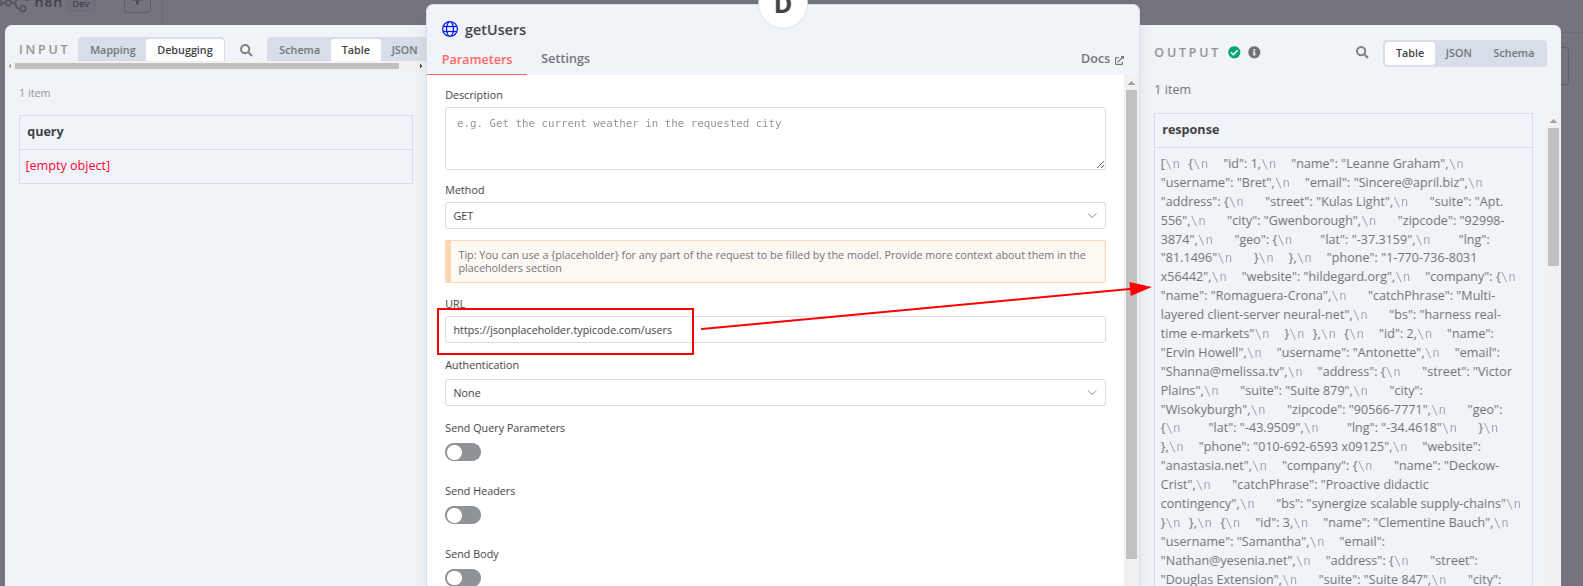 n8n Dev +
D
INPUT Mapping Debugging Schema Table JSON
1 item
query
[empty object]
getUsers
Parameters Settings Docs
Description
e.g. Get the current weather in the requested city
Method
GET
Tip: You can use a {placeholder} for any part of the request to be filled by the model. Provide more context about them in the
placeholders section
URL
https://jsonplaceholder.typicode.com/users
Authentication
None
Send Query Parameters
Send Headers
Send Body
OUTPUT Table JSON Schema
1 item
response
[\n {\n "id": 1,\n "name": "Leanne Graham",\n
"username": "Bret",\n "email": "Sincere@april.biz",\n
"address": {\n "street": "Kulas Light",\n "suite": "Apt.
556",\n "city": "Gwenborough",\n "zipcode": "92998-
3874",\n "geo": {\n "lat": "-37.3159",\n "lng":
"81.1496"\n }\n },\n "phone": "1-770-736-8031
x56442",\n "website": "hildegard.org",\n "company": {\n
"name": "Romaguera-Crona",\n "catchPhrase": "Multi-
layered client-server neural-net",\n "bs": "harness real-
time e-markets"\n }\n },\n {\n "id": 2,\n "name":
"Ervin Howell",\n "username": "Antonette",\n "email":
"Shanna@melissa.tv",\n "address": {\n "street": "Victor
Plains",\n "suite": "Suite 879",\n "city":
"Wisokyburgh",\n "zipcode": "90566-7771",\n "geo":
{\n "lat": "-43.9509",\n "lng": "-34.4618"\n }\n
},\n "phone": "010-692-6593 x09125",\n "website":
"anastasia.net",\n "company": {\n "name": "Deckow-
Crist",\n "catchPhrase": "Proactive didactic
contingency",\n "bs": "synergize scalable supply-chains"\n
}\n },\n {\n "id": 3,\n "name": "Clementine Bauch",\n
"username": "Samantha",\n "email":
"Nathan@yesenia.net",\n "address": {\n "street":
"Douglas Extension",\n "suite": "Suite 847",\n "city":